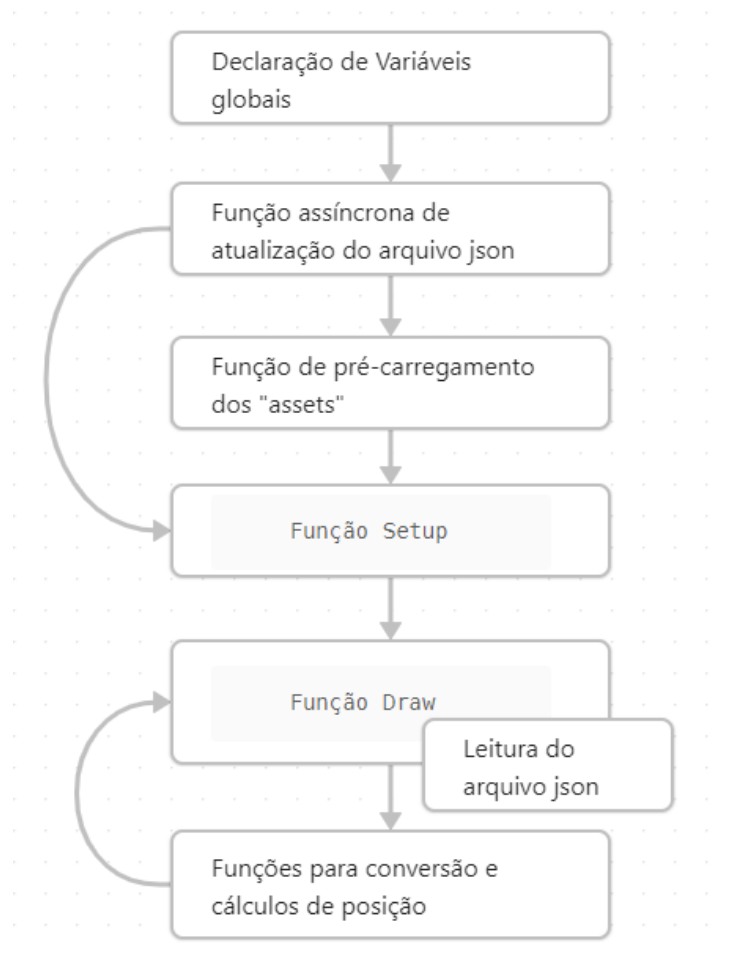 Declaração de Variáveis
globais
Função assíncrona de
atualização do arquivo json
Função de pré-carregamento
dos "assets"
Função Setup
Função Draw
Leitura do
arquivo json
Funções para conversão e
cálculos de posição